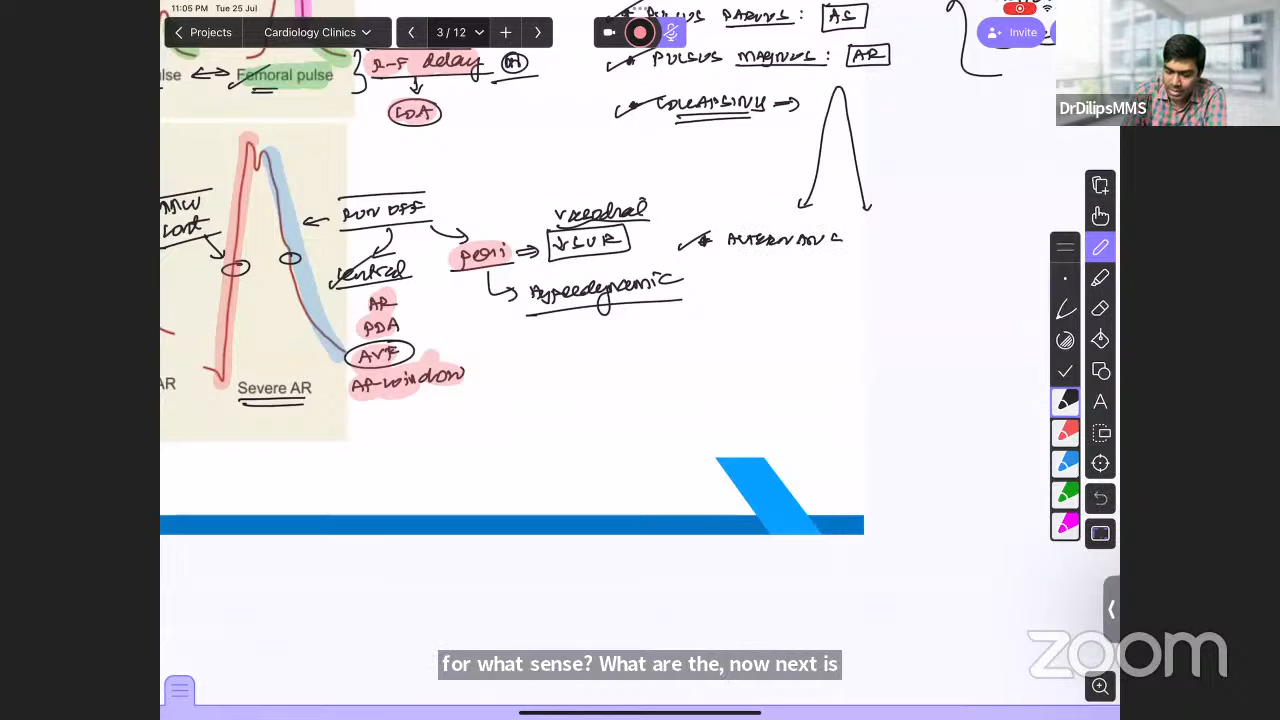 11:05 PM Tue 25 Jul
Projects
Cardiology Clinics
3 / 12
Invite
PULSUS PARVUS : AS
PULSUS MAGNUS : AR
COLLAPSING →
lse ↔ Femoral pulse
R-F delay
COA
DrDilipsMMS
RUN OFF
central
AR
PDA
AVF
AP-window
peri ⇒
↓SVR
Hyperdynamic
ALTERNANS
AR
Severe AR
for what sense? What are the, now next is
zoom